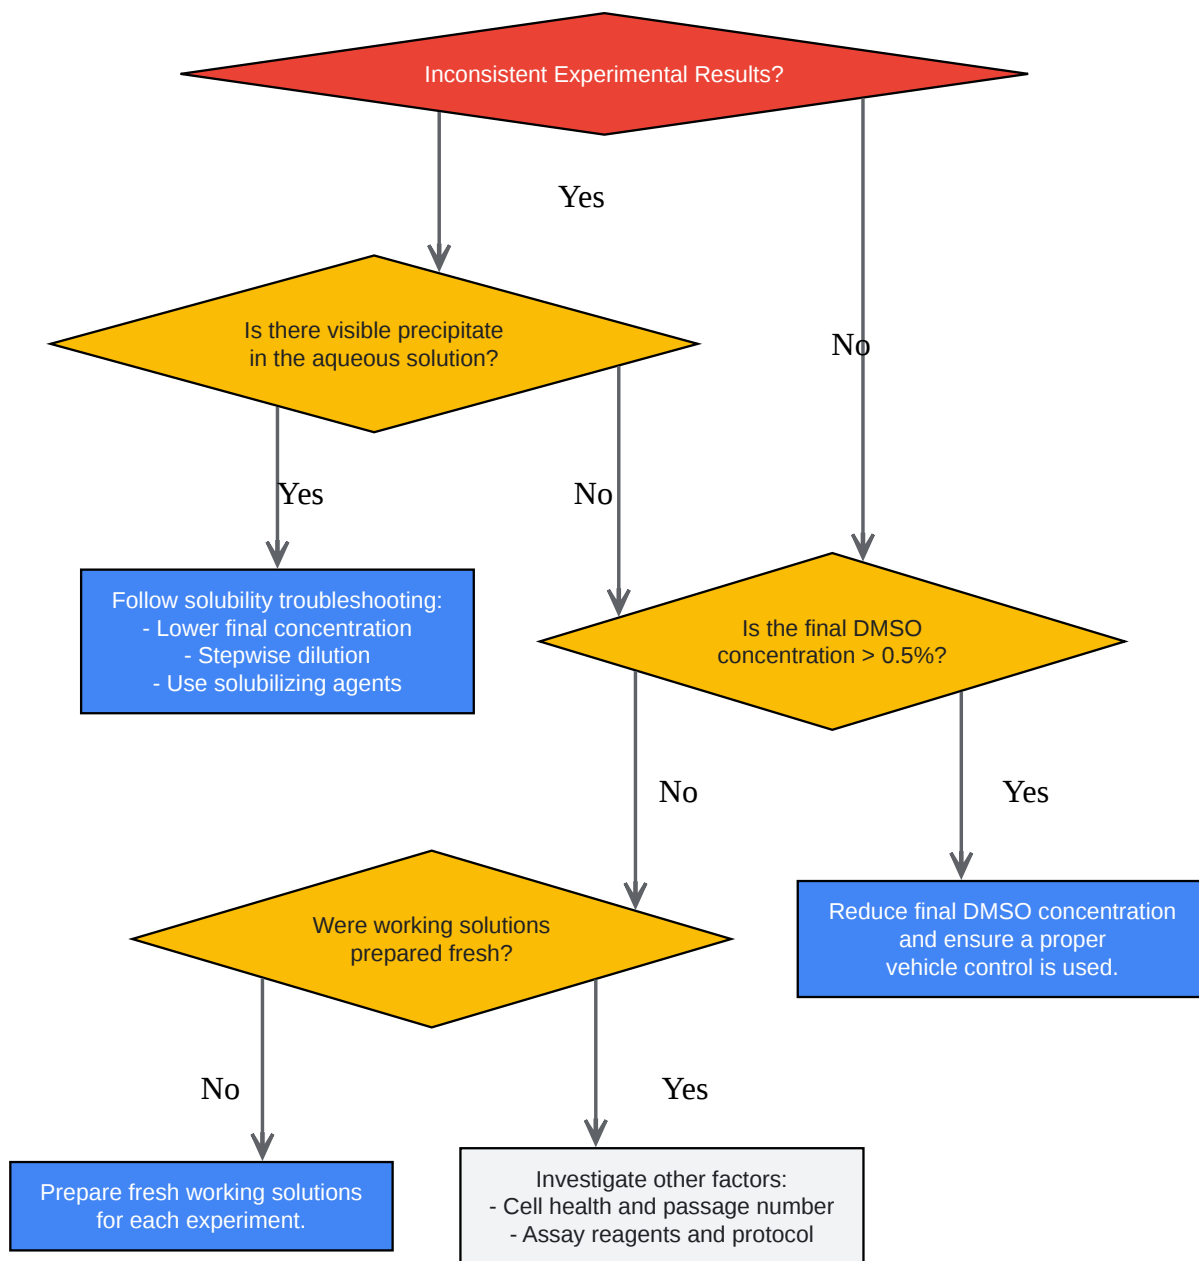 Inconsistent Experimental Results?
Yes
Is there visible precipitate
in the aqueous solution?
No
Yes
No
Follow solubility troubleshooting:
- Lower final concentration
- Stepwise dilution
- Use solubilizing agents
Is the final DMSO
concentration > 0.5%?
No
Yes
Were working solutions
prepared fresh?
Reduce final DMSO concentration
and ensure a proper
vehicle control is used.
No
Yes
Prepare fresh working solutions
for each experiment.
Investigate other factors:
- Cell health and passage number
- Assay reagents and protocol